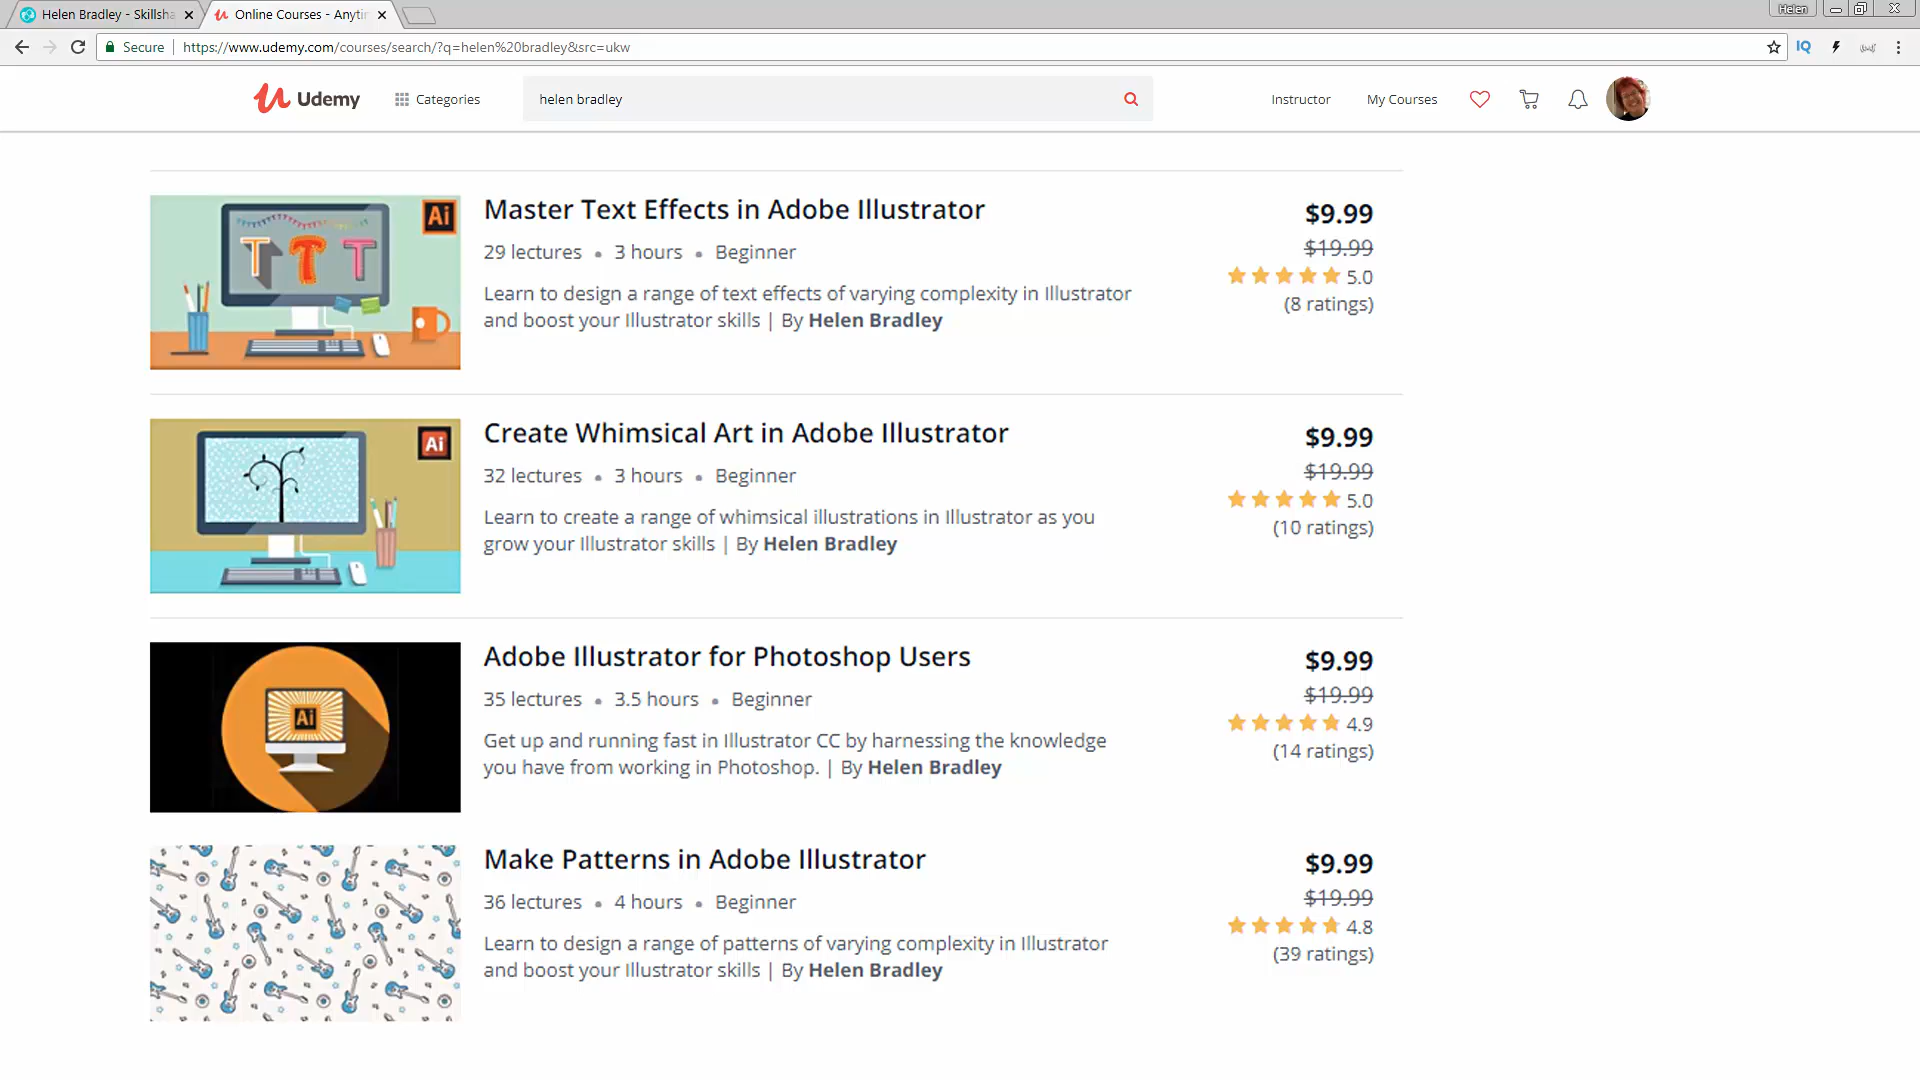 Helen Bradley - Skillsha
Online Courses - Anytin
Helen
Secure
https://www.udemy.com/courses/search/?q=helen%20bradley&src=ukw
IQ
Udemy
Categories
helen bradley
Instructor
My Courses
Ai
T T T
Master Text Effects in Adobe Illustrator
29 lectures • 3 hours • Beginner
Learn to design a range of text effects of varying complexity in Illustrator
and boost your Illustrator skills | By Helen Bradley
$9.99
$19.99
5.0
(8 ratings)
Ai
Create Whimsical Art in Adobe Illustrator
32 lectures • 3 hours • Beginner
Learn to create a range of whimsical illustrations in Illustrator as you
grow your Illustrator skills | By Helen Bradley
$9.99
$19.99
5.0
(10 ratings)
Ai
Adobe Illustrator for Photoshop Users
35 lectures • 3.5 hours • Beginner
Get up and running fast in Illustrator CC by harnessing the knowledge
you have from working in Photoshop. | By Helen Bradley
$9.99
$19.99
4.9
(14 ratings)
Make Patterns in Adobe Illustrator
36 lectures • 4 hours • Beginner
Learn to design a range of patterns of varying complexity in Illustrator
and boost your Illustrator skills | By Helen Bradley
$9.99
$19.99
4.8
(39 ratings)